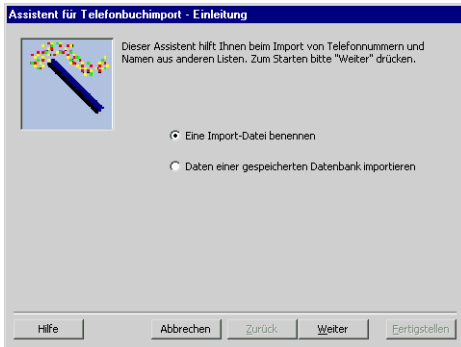 Assistent für Telefonbuchimport - Einleitung
Dieser Assistent hilft Ihnen beim Import von Telefonnummern und
Namen aus anderen Listen. Zum Starten bitte "Weiter" drücken.
Eine Import-Datei benennen
Daten einer gespeicherten Datenbank importieren
Hilfe Abbrechen Zurück Weiter Fertigstellen